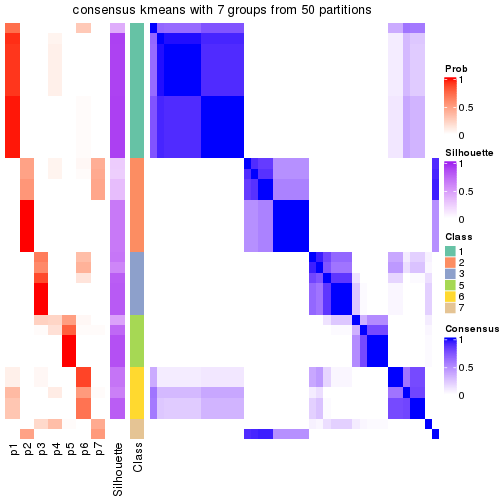 consensus kmeans with 7 groups from 50 partitions
Prob
1
0.5
0
Silhouette
1
0.5
0
Class
1
2
3
5
6
7
Consensus
1
0.5
0
p1
p2
p3
p4
p5
p6
p7
Silhouette
Class